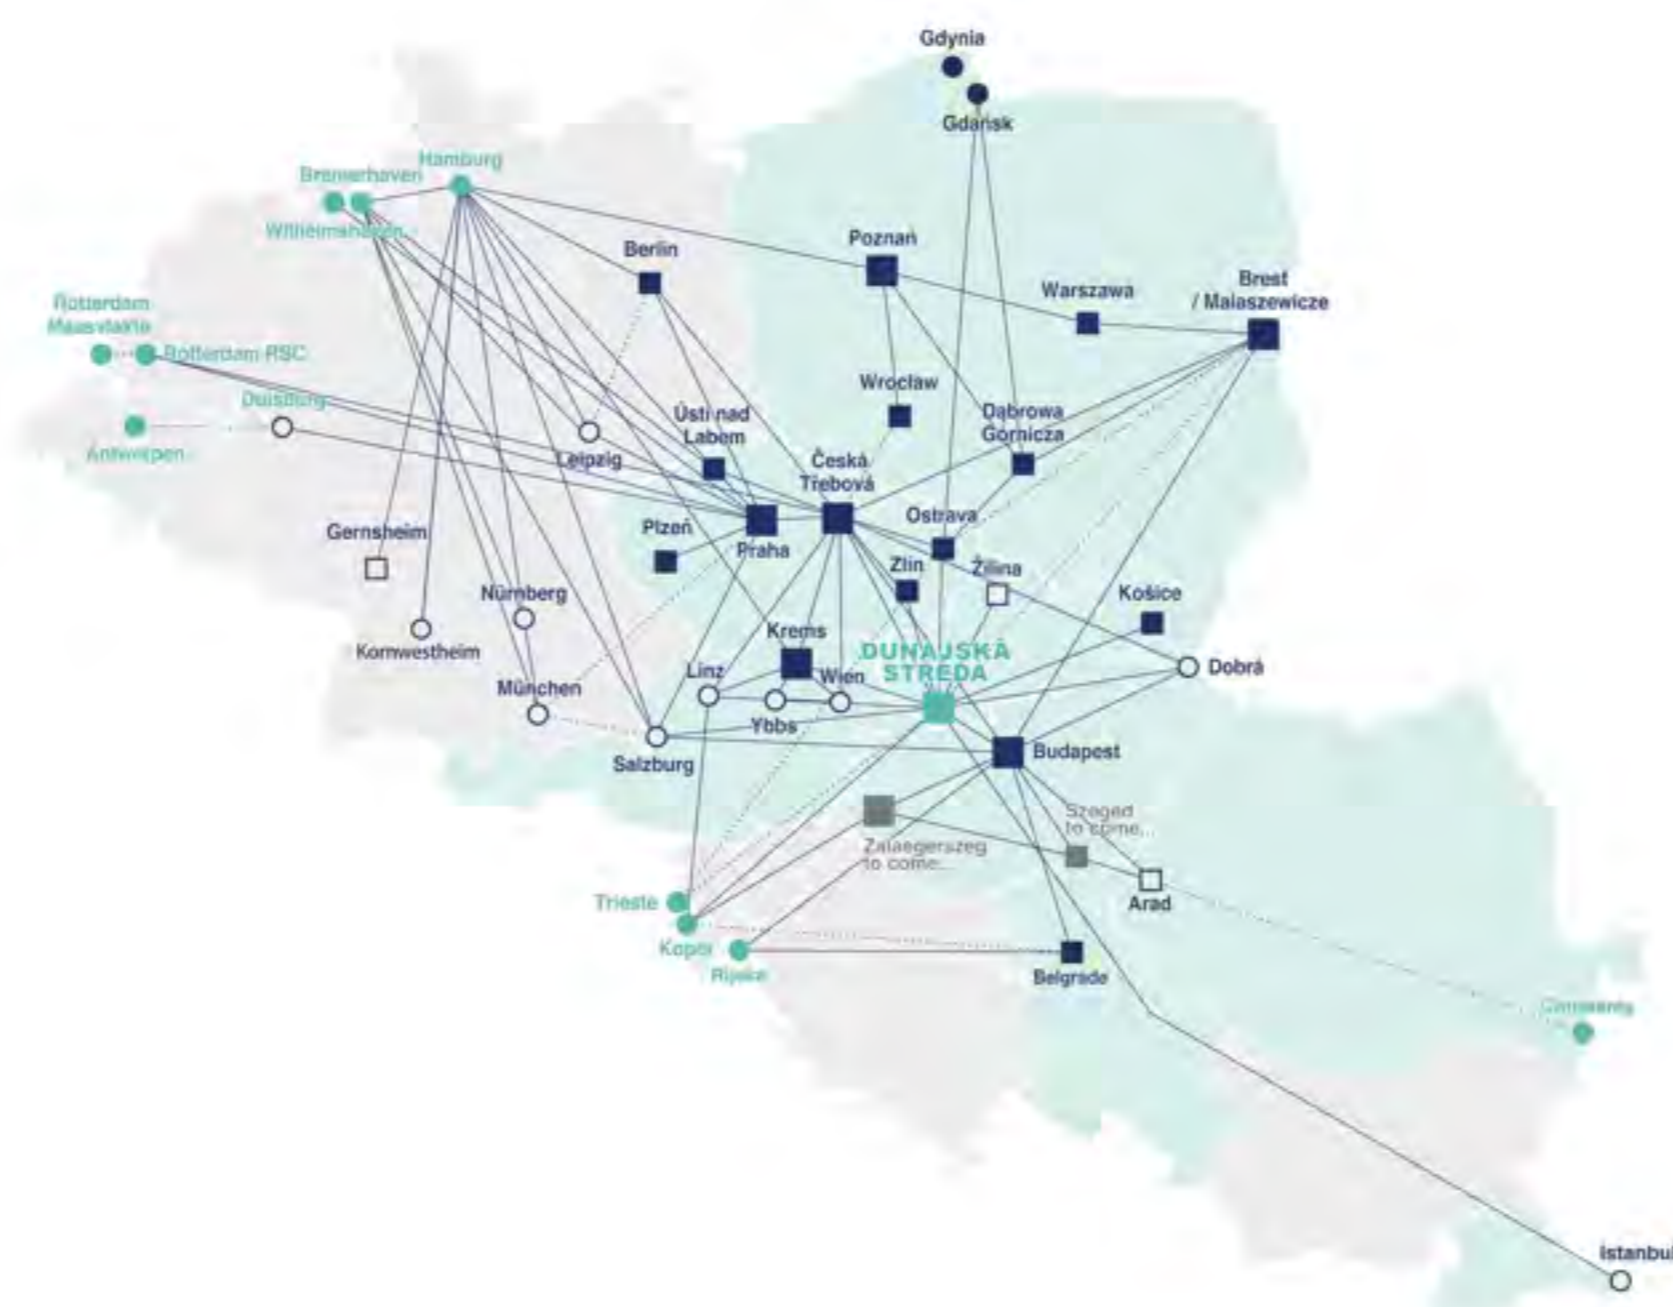 Gdynia
Gdańsk
Hamburg
Bremerhaven
Wilhelmshaven
Berlin
Poznań
Warszawa
Brest
/ Malaszewicze
Rotterdam
Maasvlakte
Rotterdam RSC
Duisburg
Antwerpen
Wrocław
Ústí nad
Labem
Dąbrowa
Gornicza
Leipzig
Česká
Třebová
Ostrava
Gernsheim
Plzeň
Praha
Zlín
Žilina
Košice
Nürnberg
Kornwestheim
Krems
DUNAJSKÁ
STREDA
Dobrá
Linz
Wien
München
Ybbs
Salzburg
Budapest
Szeged
to come...
Zalaegerszeg
to come...
Trieste
Arad
Koper
Rijeka
Belgrade
Istanbul